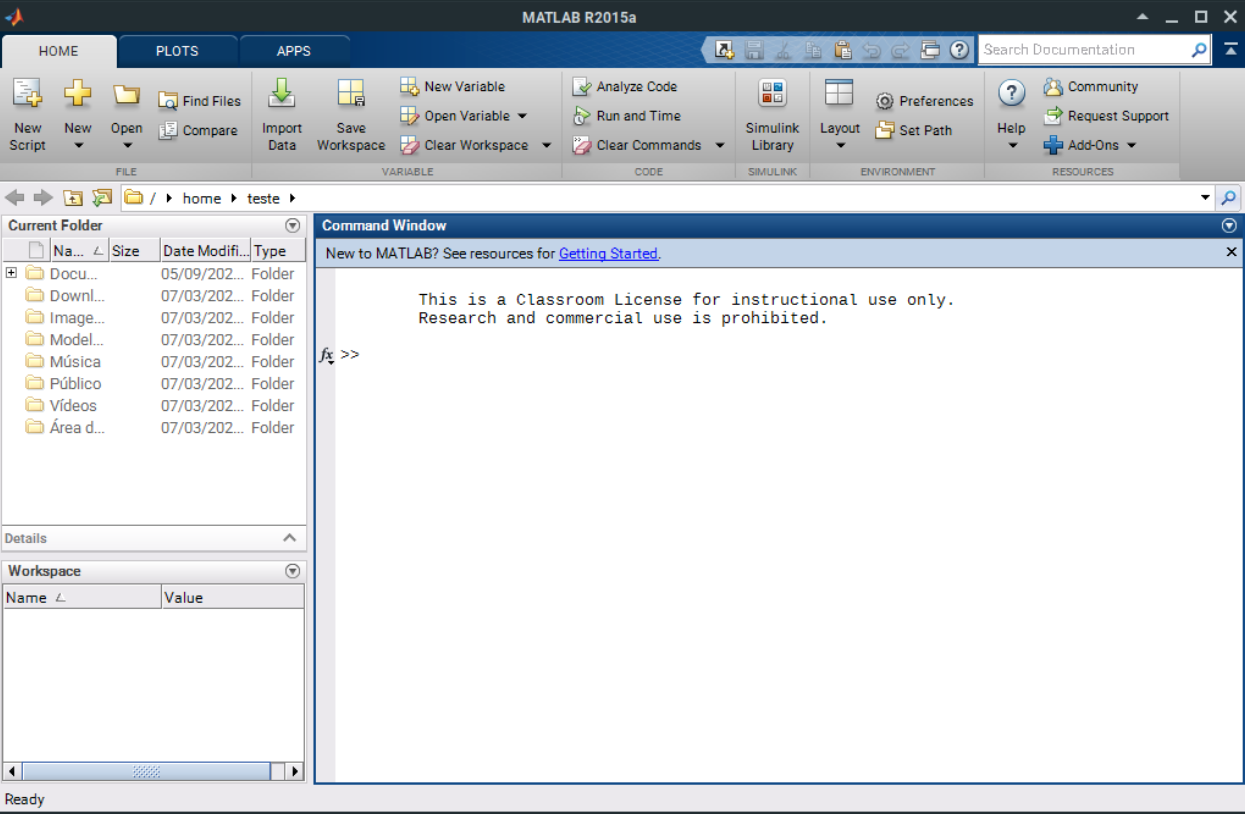 MATLAB R2015a
HOME PLOTS APPS Search Documentation
New Script New Open Find Files Compare Import Data Save Workspace New Variable Open Variable Clear Workspace Analyze Code Run and Time Clear Commands Simulink Library Layout Preferences Set Path Help Community Request Support Add-Ons
FILE VARIABLE CODE SIMULINK ENVIRONMENT RESOURCES
/ home teste
Current Folder
Na... Size Date Modifi... Type
Docu... 05/09/202... Folder
Downl... 07/03/202... Folder
Image... 07/03/202... Folder
Model... 07/03/202... Folder
Música 07/03/202... Folder
Público 07/03/202... Folder
Vídeos 07/03/202... Folder
Área d... 07/03/202... Folder
Details
Workspace
Name Value
Command Window
New to MATLAB? See resources for Getting Started.
This is a Classroom License for instructional use only.
Research and commercial use is prohibited.
fx >>
Ready